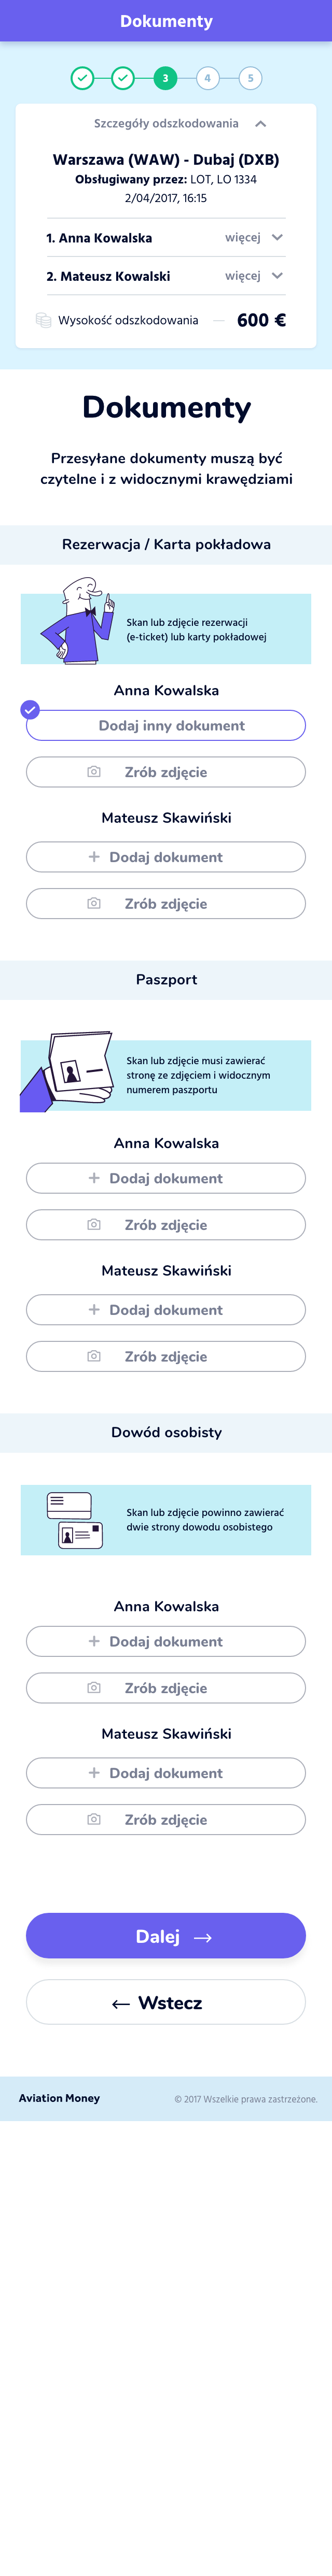 Dokumenty
3 4 5
Szczegóły odszkodowania
Warszawa (WAW) - Dubaj (DXB)
Obsługiwany przez: LOT, LO 1334
2/04/2017, 16:15
1. Anna Kowalska więcej
2. Mateusz Kowalski więcej
Wysokość odszkodowania — 600 €
Dokumenty
Przesyłane dokumenty muszą być
czytelne i z widocznymi krawędziami
Rezerwacja / Karta pokładowa
Skan lub zdjęcie rezerwacji
(e-ticket) lub karty pokładowej
Anna Kowalska
Dodaj inny dokument
Zrób zdjęcie
Mateusz Skawiński
+ Dodaj dokument
Zrób zdjęcie
Paszport
Skan lub zdjęcie musi zawierać
stronę ze zdjęciem i widocznym
numerem paszportu
Anna Kowalska
+ Dodaj dokument
Zrób zdjęcie
Mateusz Skawiński
+ Dodaj dokument
Zrób zdjęcie
Dowód osobisty
Skan lub zdjęcie powinno zawierać
dwie strony dowodu osobistego
Anna Kowalska
+ Dodaj dokument
Zrób zdjęcie
Mateusz Skawiński
+ Dodaj dokument
Zrób zdjęcie
Dalej →
← Wstecz
Aviation Money © 2017 Wszelkie prawa zastrzeżone.